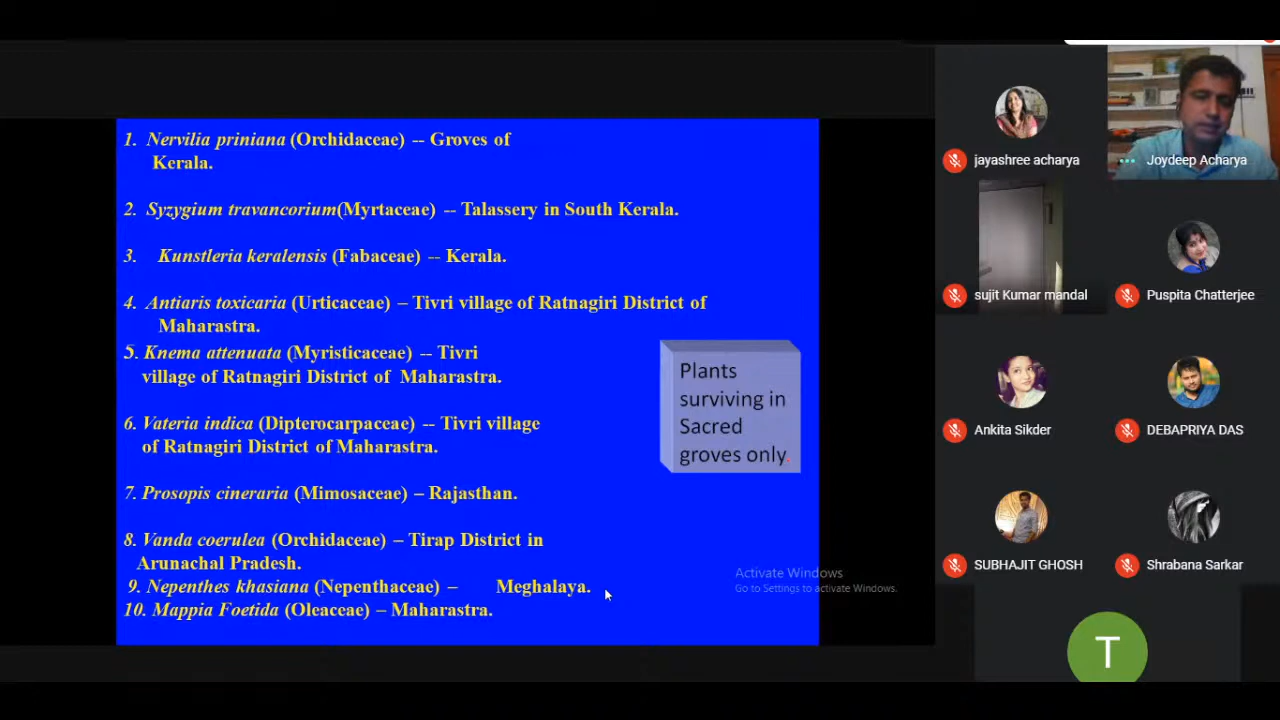 1. Nervilia priniana (Orchidaceae) -- Groves of
Kerala.
2. Syzygium travancorium(Myrtaceae) -- Talassery in South Kerala.
3. Kunstleria keralensis (Fabaceae) -- Kerala.
4. Antiaris toxicaria (Urticaceae) – Tivri village of Ratnagiri District of
Maharastra.
5. Knema attenuata (Myristicaceae) -- Tivri
village of Ratnagiri District of Maharastra.
6. Vateria indica (Dipterocarpaceae) -- Tivri village
of Ratnagiri District of Maharastra.
7. Prosopis cineraria (Mimosaceae) – Rajasthan.
8. Vanda coerulea (Orchidaceae) – Tirap District in
Arunachal Pradesh.
9. Nepenthes khasiana (Nepenthaceae) – Meghalaya.
10. Mappia Foetida (Oleaceae) – Maharastra.
Plants
surviving in
Sacred
groves only.
Activate Windows
Go to Settings to activate Windows.
jayashree acharya
Joydeep Acharya
sujit Kumar mandal
Puspita Chatterjee
Ankita Sikder
DEBAPRIYA DAS
SUBHAJIT GHOSH
Shrabana Sarkar
T